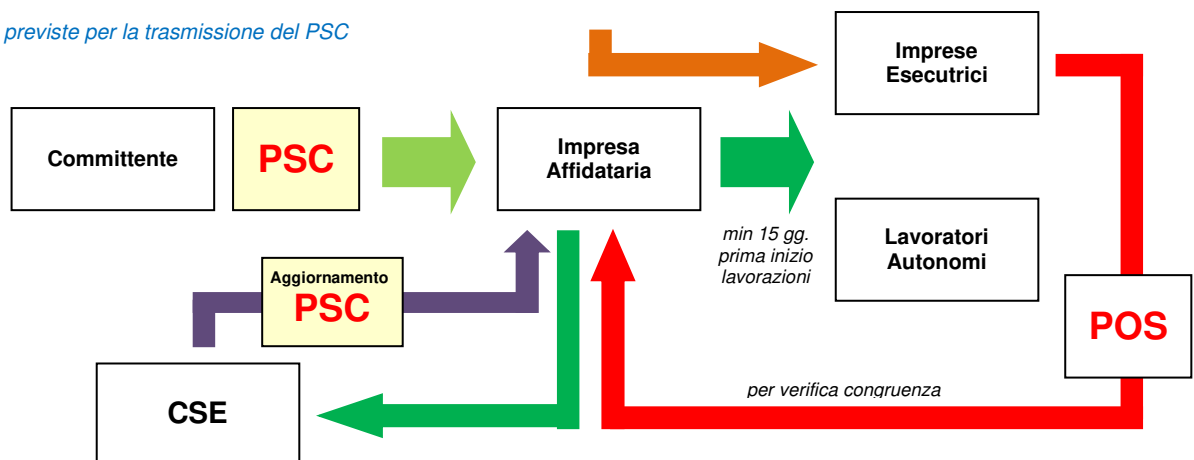 previste per la trasmissione del PSC
Imprese
Esecutrici
Committente
PSC
Impresa
Affidataria
min 15 gg.
prima inizio
lavorazioni
Lavoratori
Autonomi
Aggiornamento
PSC
POS
per verifica congruenza
CSE